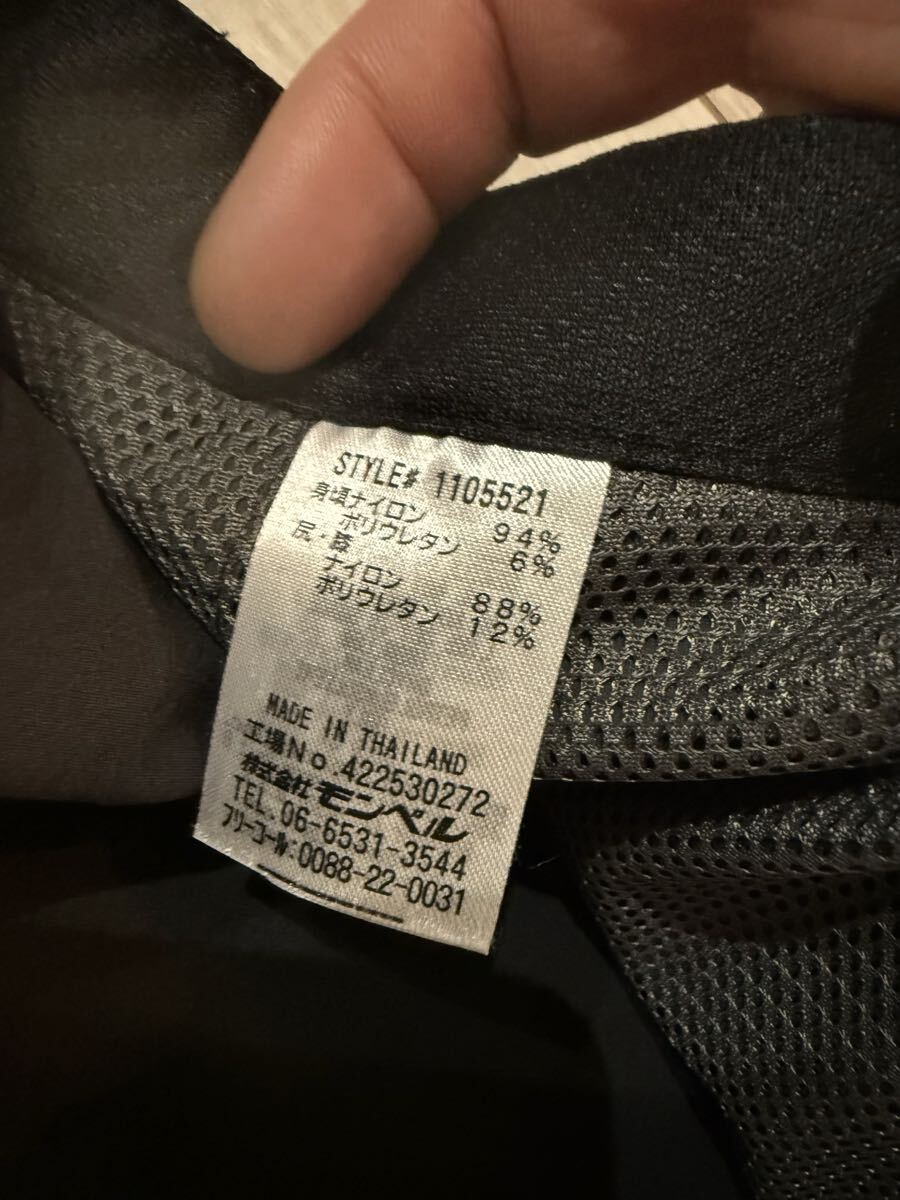 STYLE# 1105521
身頃ナイロン 94%
ポリウレタン 6%
尻・膝
ナイロン 88%
ポリウレタン 12%
MADE IN THAILAND
工場No.422530272
株式会社モンベル
TEL.06-6531-3544
フリーコール:0088-22-0031